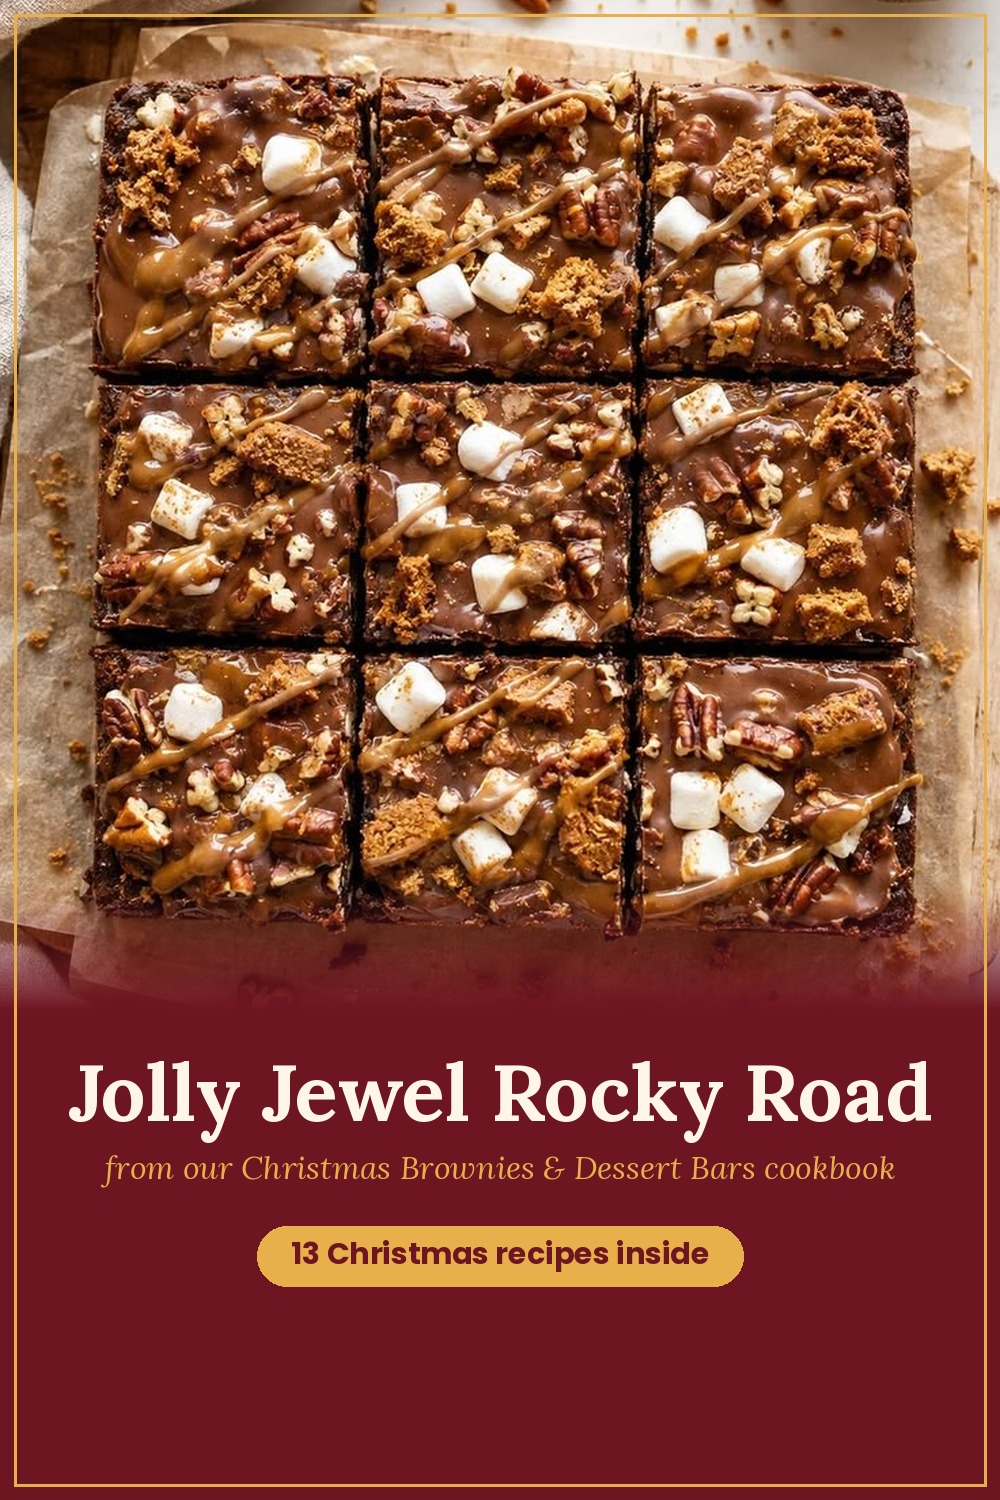 Jolly Jewel Rocky Road
from our Christmas Brownies & Dessert Bars cookbook
13 Christmas recipes inside